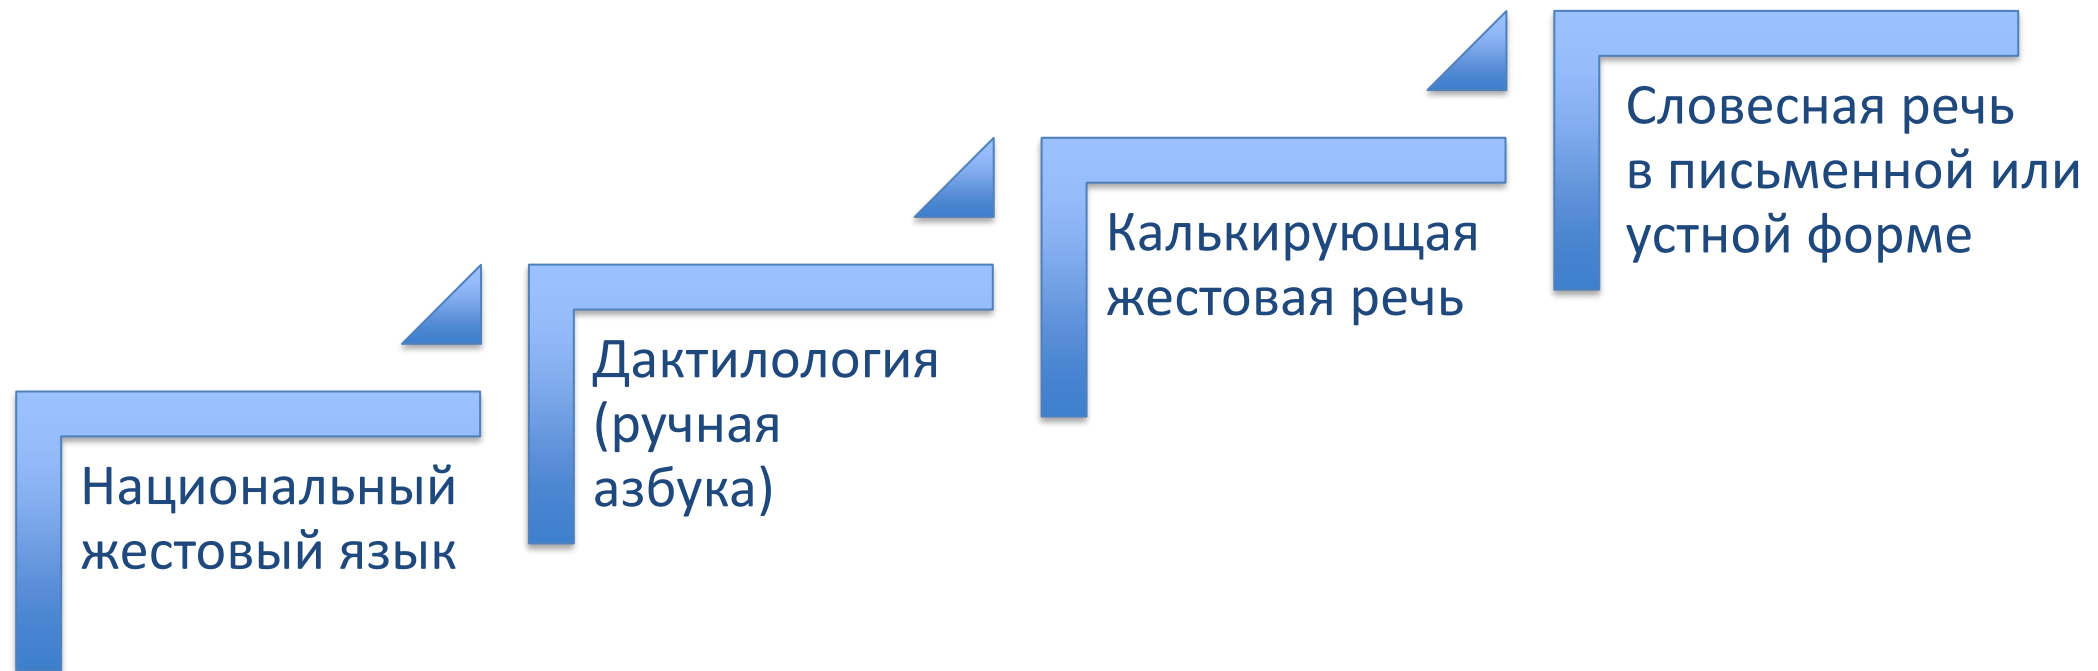 Национальный
жестовый язык
Дактилология
(ручная
азбука)
Калькирующая
жестовая речь
Словесная речь
в письменной или
устной форме